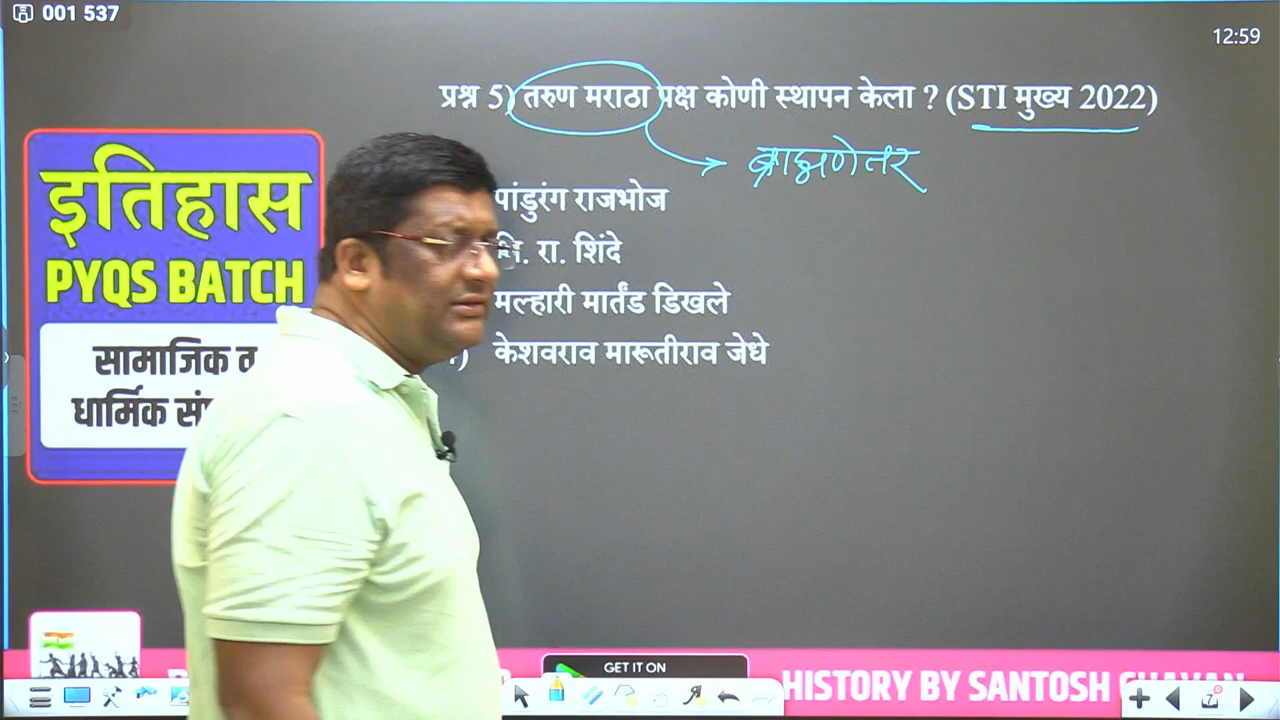 001 537
12:59
प्रश्न 5) तरुण मराठा पक्ष कोणी स्थापन केला ? (STI मुख्य 2022)
ब्राह्मणेतर
पांडुरंग राजभोज
रा. शिंदे
मल्हारी मार्तंड डिखले
केशवराव मारूतीराव जेधे
इतिहास
PYQS BATCH
सामाजिक व
धार्मिक
GET IT ON
HISTORY BY SANTOSH